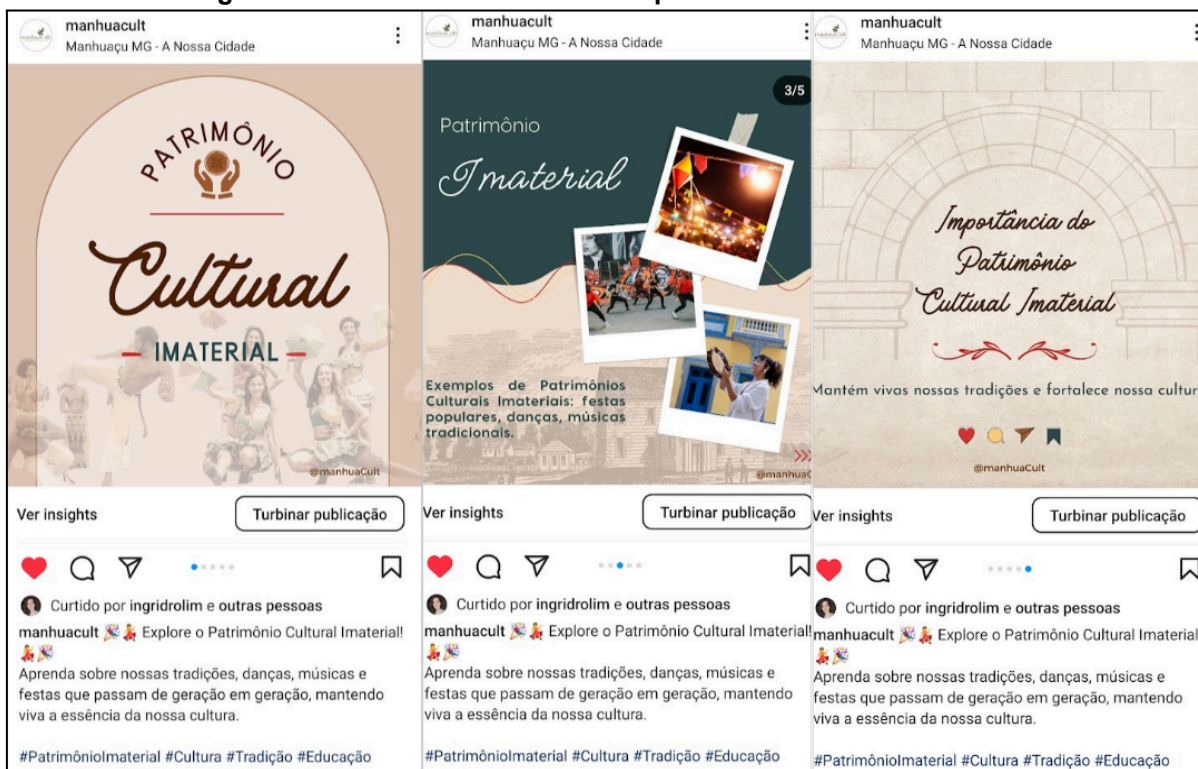 manhuacult
Manhuaçu MG - A Nossa Cidade
PATRIMÔNIO
Cultural
IMATERIAL
@manhuaCult
Ver insights
Turbinar publicação
Curtido por ingridrolim e outras pessoas
manhuacult 🎉💃 Explore o Patrimônio Cultural Imaterial!
💃🎉
Aprenda sobre nossas tradições, danças, músicas e
festas que passam de geração em geração, mantendo
viva a essência da nossa cultura.
#PatrimônioImaterial #Cultura #Tradição #Educação
manhuacult
Manhuaçu MG - A Nossa Cidade
3/5
Patrimônio
Imaterial
Exemplos de Patrimônios
Culturais Imateriais: festas
populares, danças, músicas
tradicionais.
@manhuaC
Ver insights
Turbinar publicação
Curtido por ingridrolim e outras pessoas
manhuacult 🎉💃 Explore o Patrimônio Cultural Imaterial!
💃🎉
Aprenda sobre nossas tradições, danças, músicas e
festas que passam de geração em geração, mantendo
viva a essência da nossa cultura.
#PatrimônioImaterial #Cultura #Tradição #Educação
manhuacult
Manhuaçu MG - A Nossa Cidade
Importância do
Patrimônio
Cultural Imaterial
Mantém vivas nossas tradições e fortalece nossa cultur
@manhuaCult
Ver insights
Turbinar publicação
Curtido por ingridrolim e outras pessoas
manhuacult 🎉💃 Explore o Patrimônio Cultural Imaterial
💃🎉
Aprenda sobre nossas tradições, danças, músicas e
festas que passam de geração em geração, mantendo
viva a essência da nossa cultura.
#PatrimônioImaterial #Cultura #Tradição #Educação